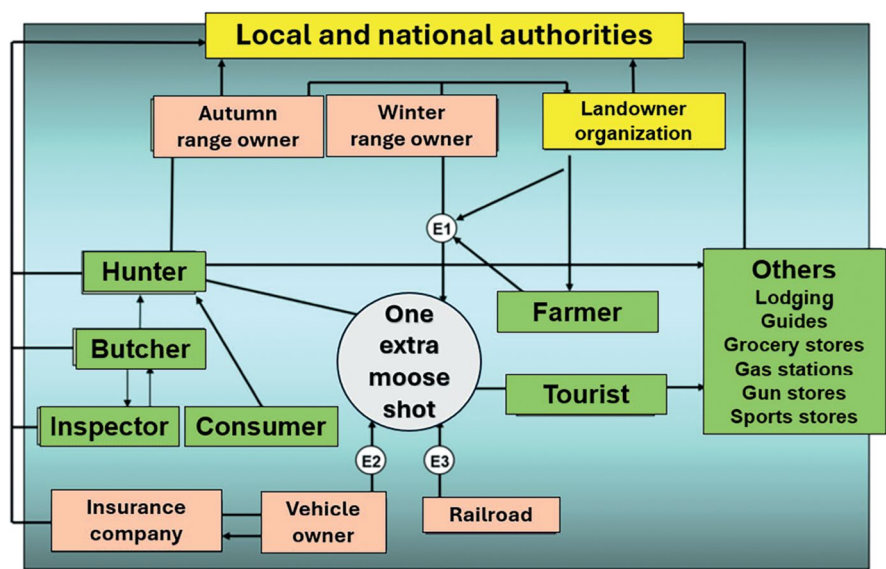 Local and national authorities
Autumn
range owner
Winter
range owner
Landowner
organization
E1
Hunter
Others
Lodging
Guides
Grocery stores
Gas stations
Gun stores
Sports stores
One
extra
moose
shot
Farmer
Butcher
Tourist
Inspector
Consumer
E2
E3
Insurance
company
Vehicle
owner
Railroad